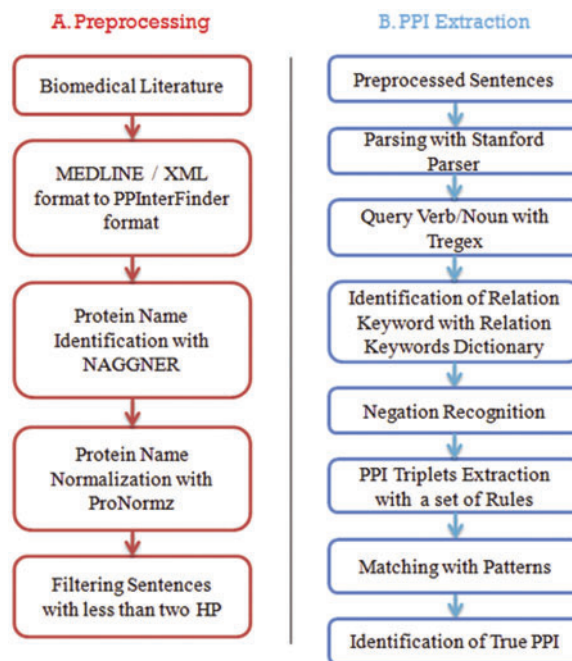 A. Preprocessing
Biomedical Literature
MEDLINE / XML
format to PPInterFinder
format
Protein Name
Identification with
NAGGNER
Protein Name
Normalization with
ProNormz
Filtering Sentences
with less than two HP
B. PPI Extraction
Preprocessed Sentences
Parsing with Stanford
Parser
Query Verb/Noun with
Tregex
Identification of Relation
Keyword with Relation
Keywords Dictionary
Negation Recognition
PPI Triplets Extraction
with a set of Rules
Matching with Patterns
Identification of True PPI